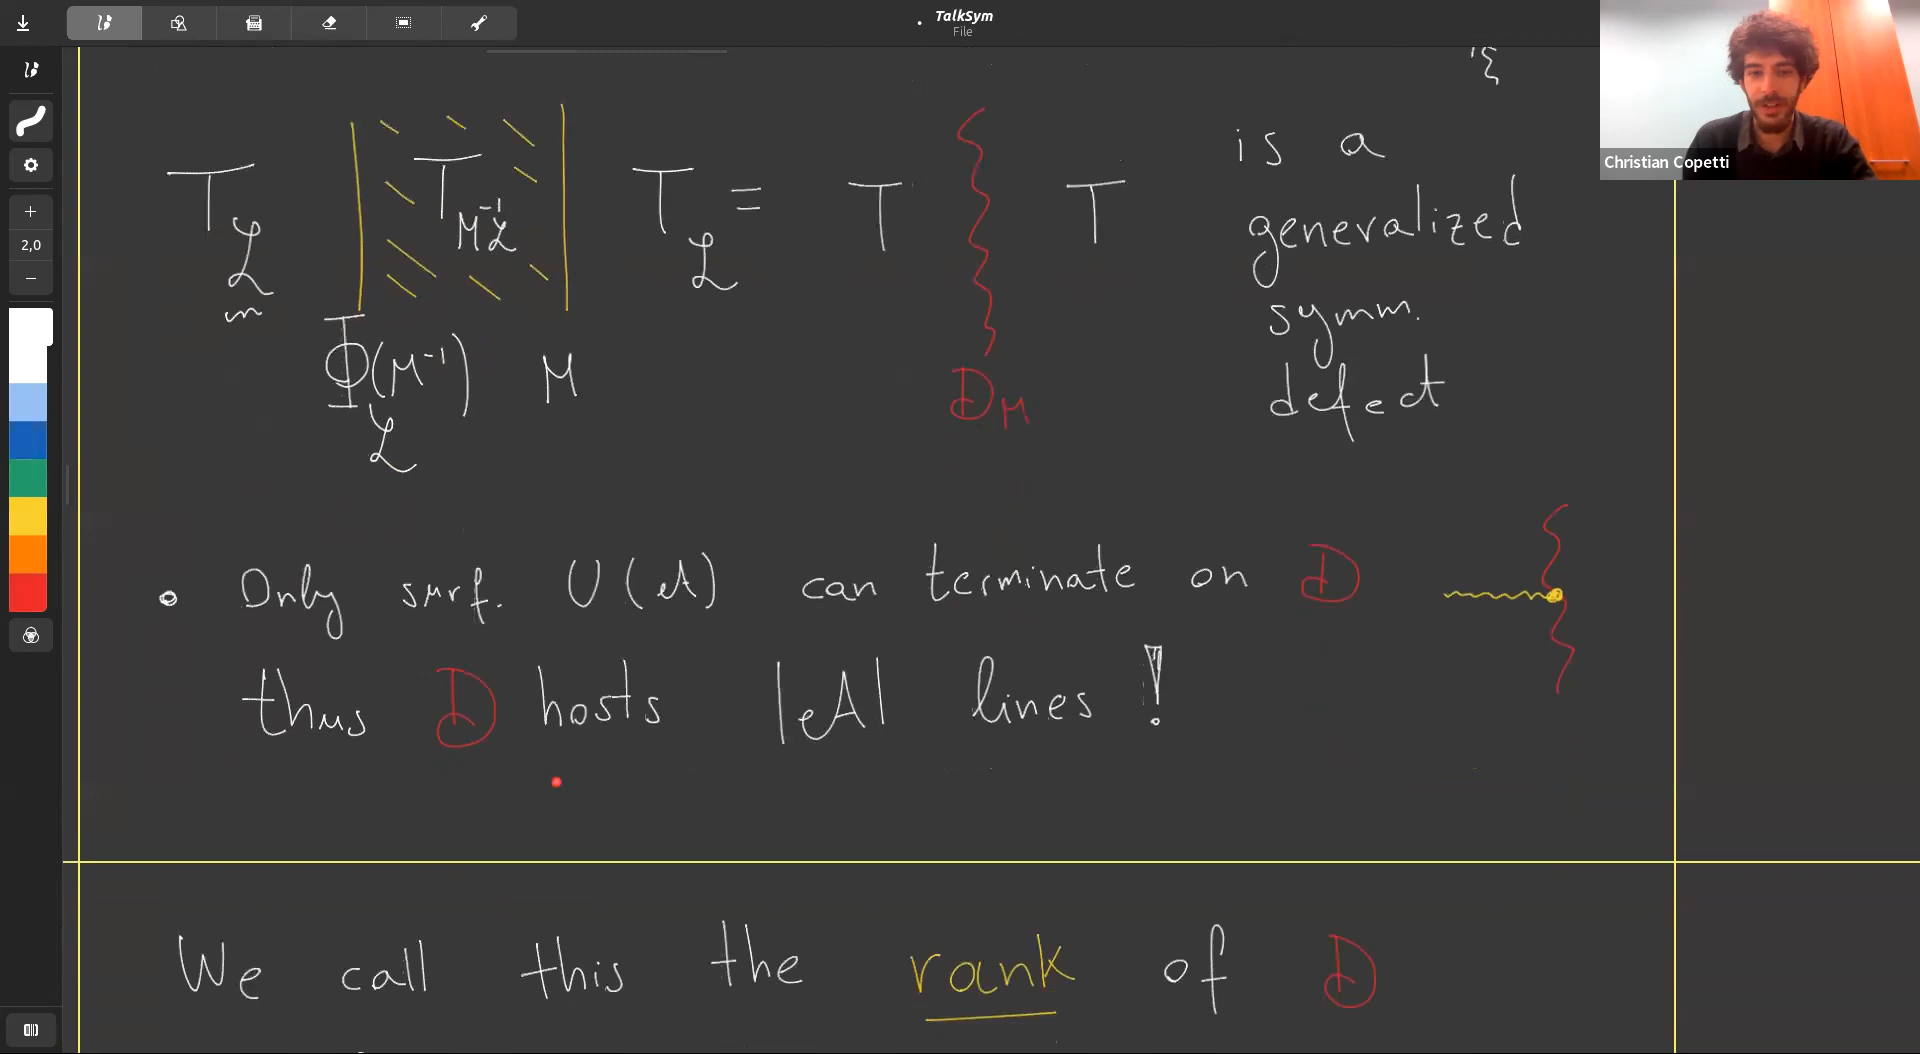 TalkSym
File
Christian Copetti
T_ℒ T_{M⁻¹ℒ} T_ℒ = T T is a
generalized
symm.
defect
Φ_ℒ(M⁻¹) M D_M
2,0
• Only surf. U(A) can terminate on D
thus D hosts |A| lines!
We call this the rank of D